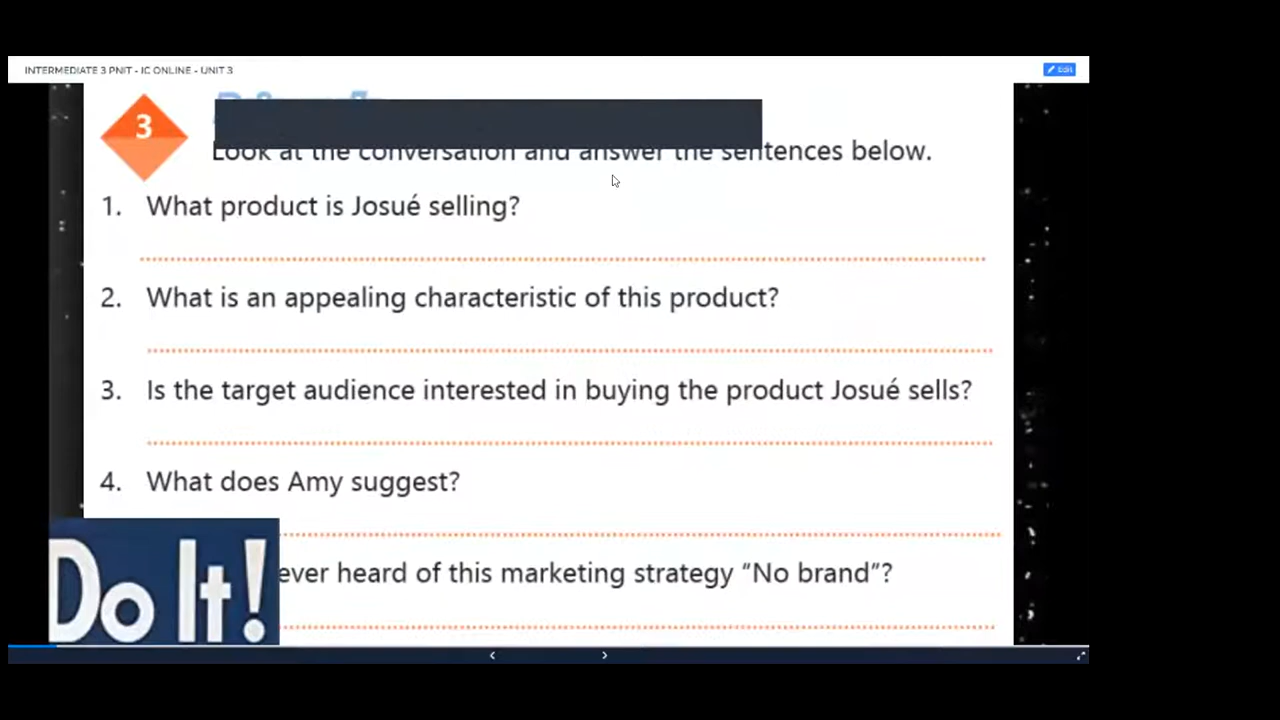 INTERMEDIATE 3 PNIT - IC ONLINE - UNIT 3
Edit
3
Look at the conversation and answer the sentences below.
1. What product is Josué selling?
2. What is an appealing characteristic of this product?
3. Is the target audience interested in buying the product Josué sells?
4. What does Amy suggest?
ever heard of this marketing strategy “No brand”?
Do It!